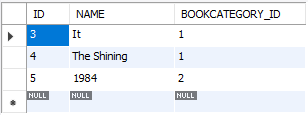 ID NAME BOOKCATEGORY_ID
3 It 1
4 The Shining 1
5 1984 2
NULL NULL NULL